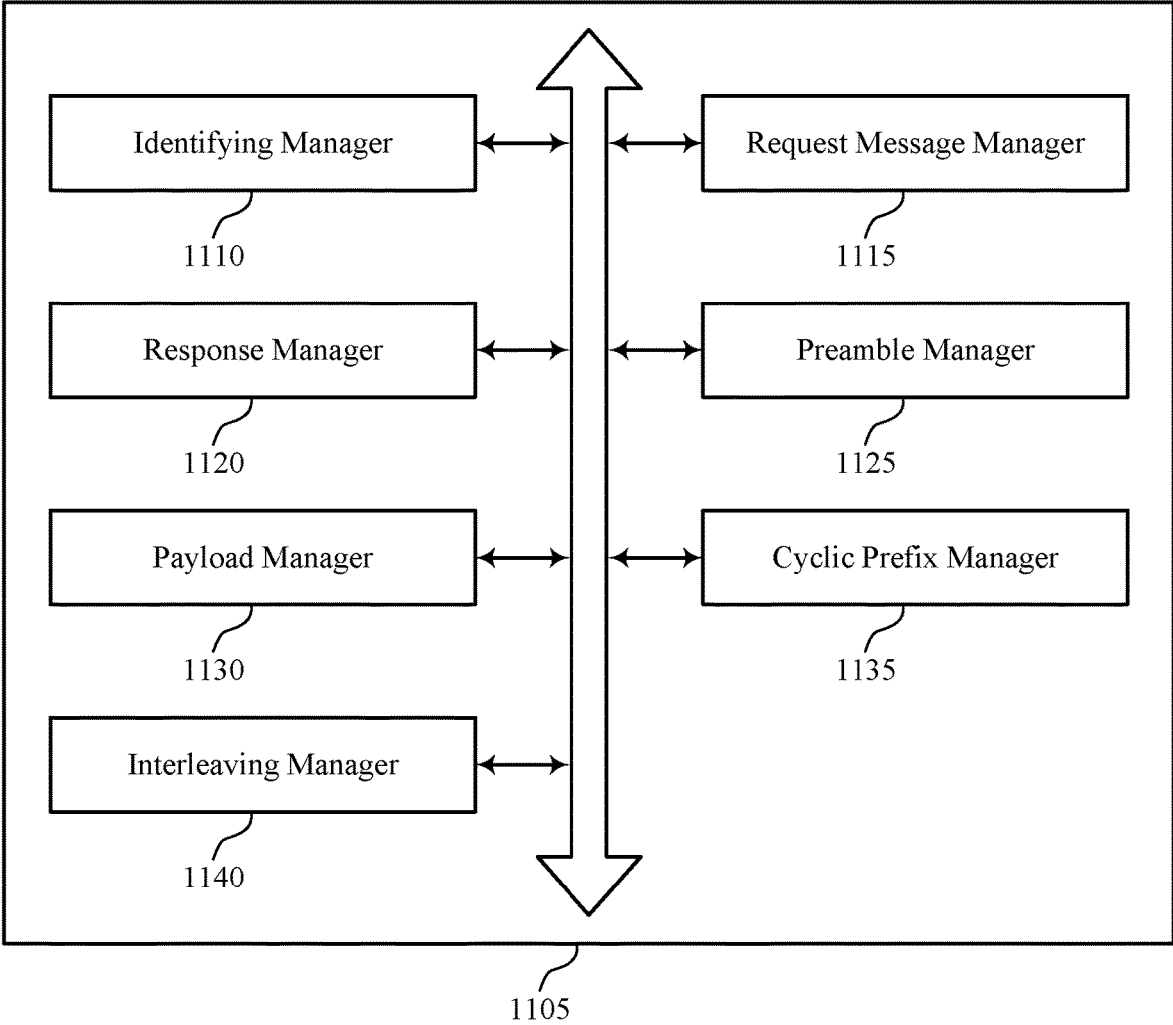 Identifying Manager
1110
Request Message Manager
1115
Response Manager
1120
Preamble Manager
1125
Payload Manager
1130
Cyclic Prefix Manager
1135
Interleaving Manager
1140
1105